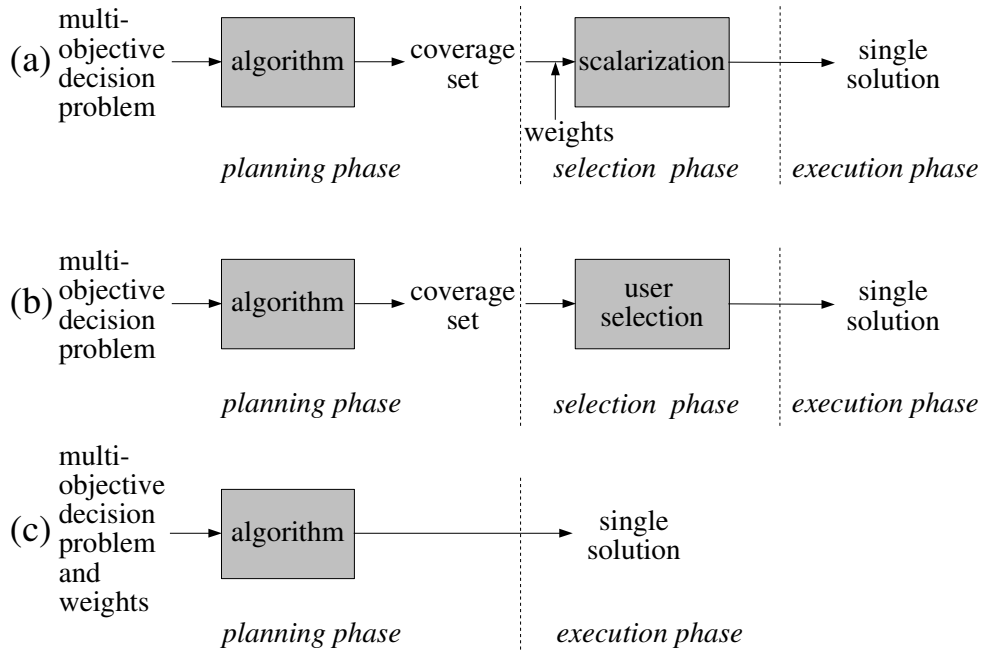 (a)
multi-
objective
decision
problem
algorithm
coverage
set
weights
scalarization
single
solution
planning phase
selection phase
execution phase
(b)
multi-
objective
decision
problem
algorithm
coverage
set
user
selection
single
solution
planning phase
selection phase
execution phase
(c)
multi-
objective
decision
problem
and
weights
algorithm
single
solution
planning phase
execution phase